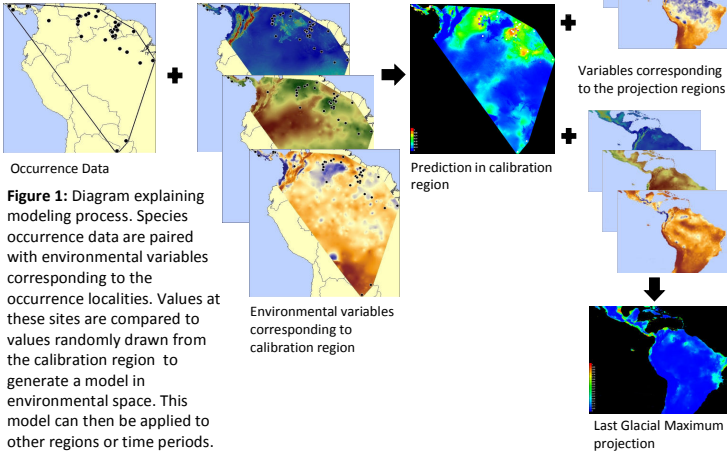 Occurrence Data
Figure 1: Diagram explaining
modeling process. Species
occurrence data are paired
with environmental variables
corresponding to the
occurrence localities. Values at
these sites are compared to
values randomly drawn from
the calibration region to
generate a model in
environmental space. This
model can then be applied to
other regions or time periods.
Environmental variables
corresponding to
calibration region
Prediction in calibration
region
Variables corresponding
to the projection regions
Last Glacial Maximum
projection